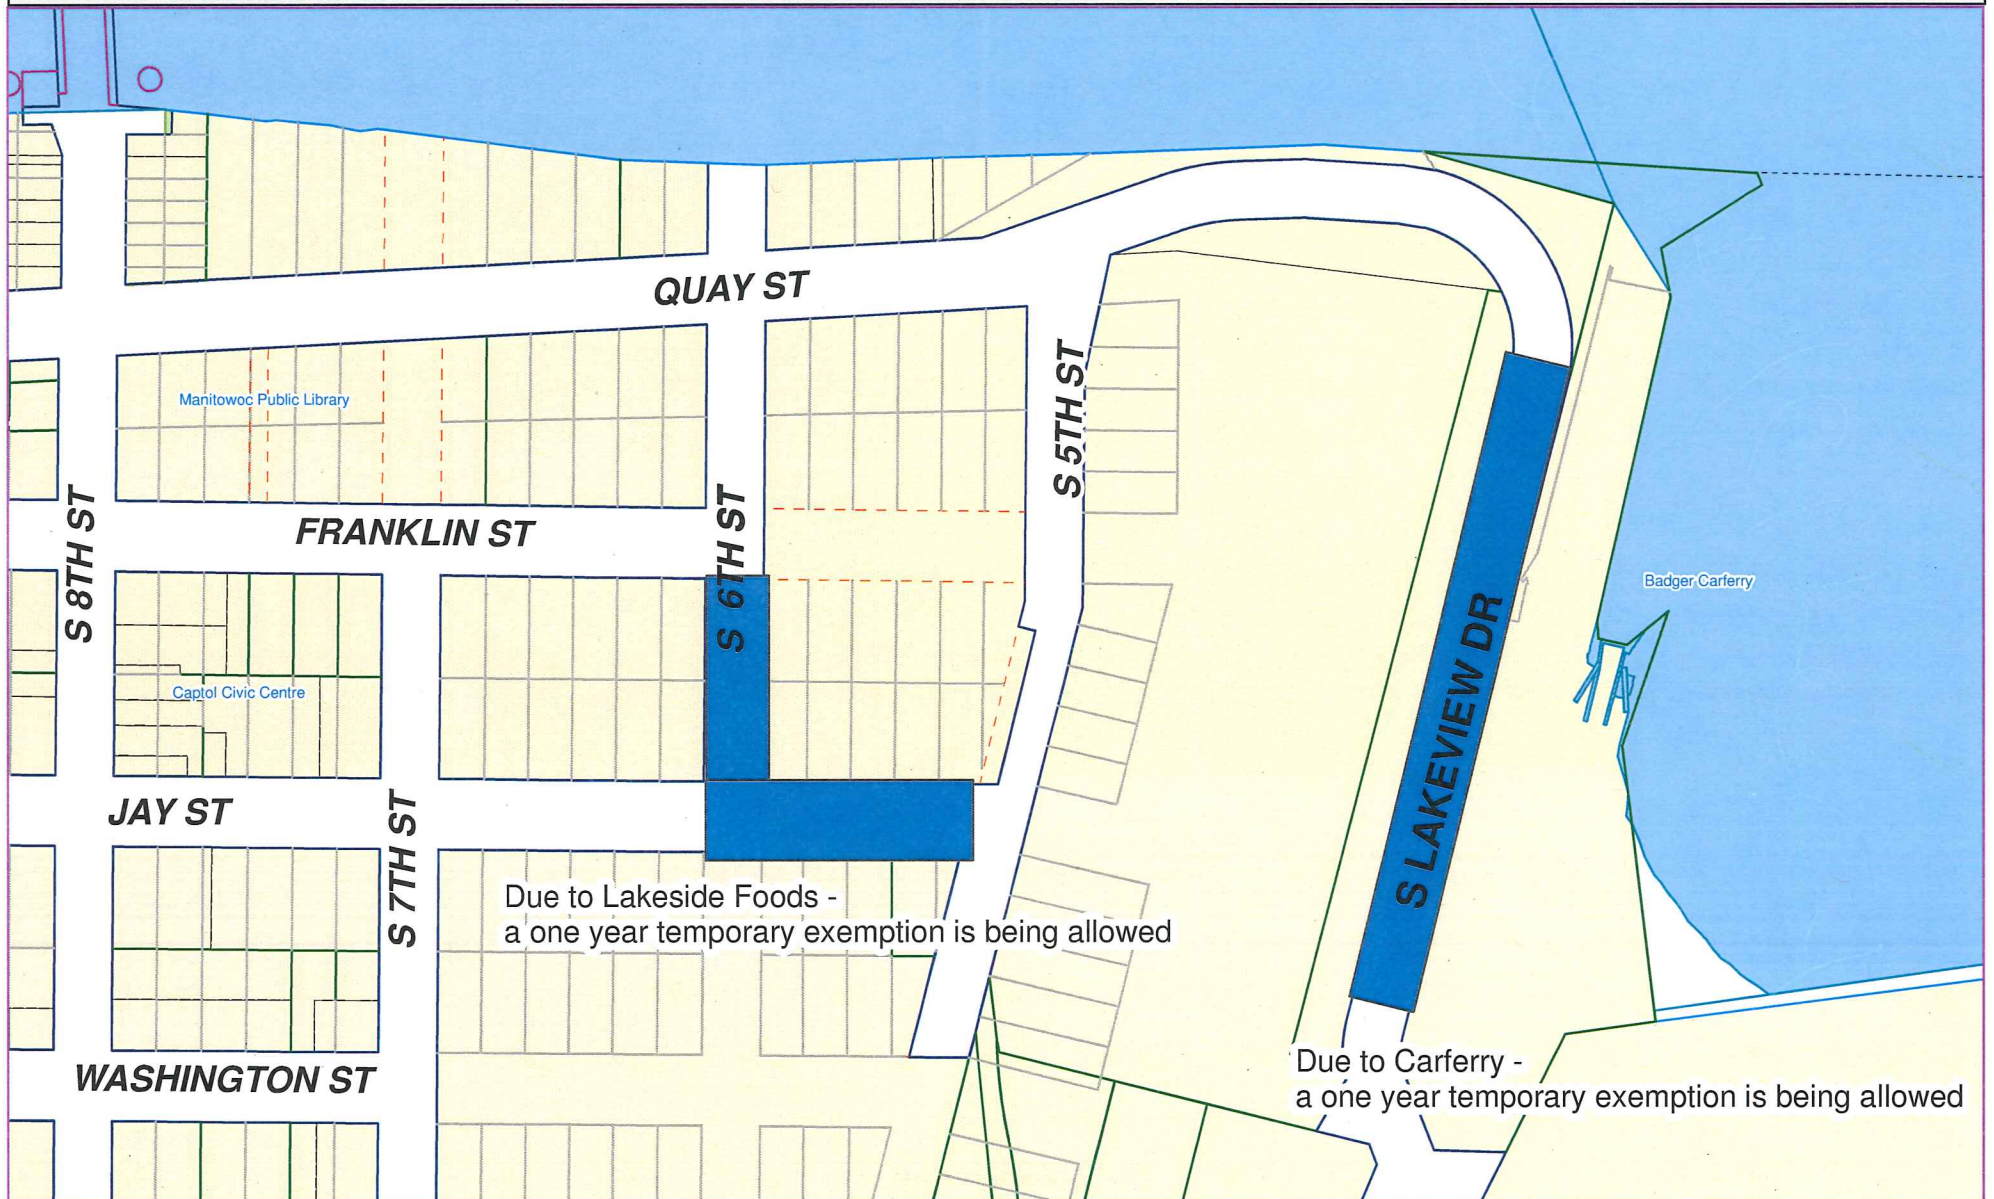 QUAY ST
S 5TH ST
Manitowoc Public Library
S 8TH ST
FRANKLIN ST
S 6TH ST
Badger Carferry
S LAKEVIEW DR
Captol Civic Centre
JAY ST
S 7TH ST
Due to Lakeside Foods -
a one year temporary exemption is being allowed
WASHINGTON ST
Due to Carferry -
a one year temporary exemption is being allowed